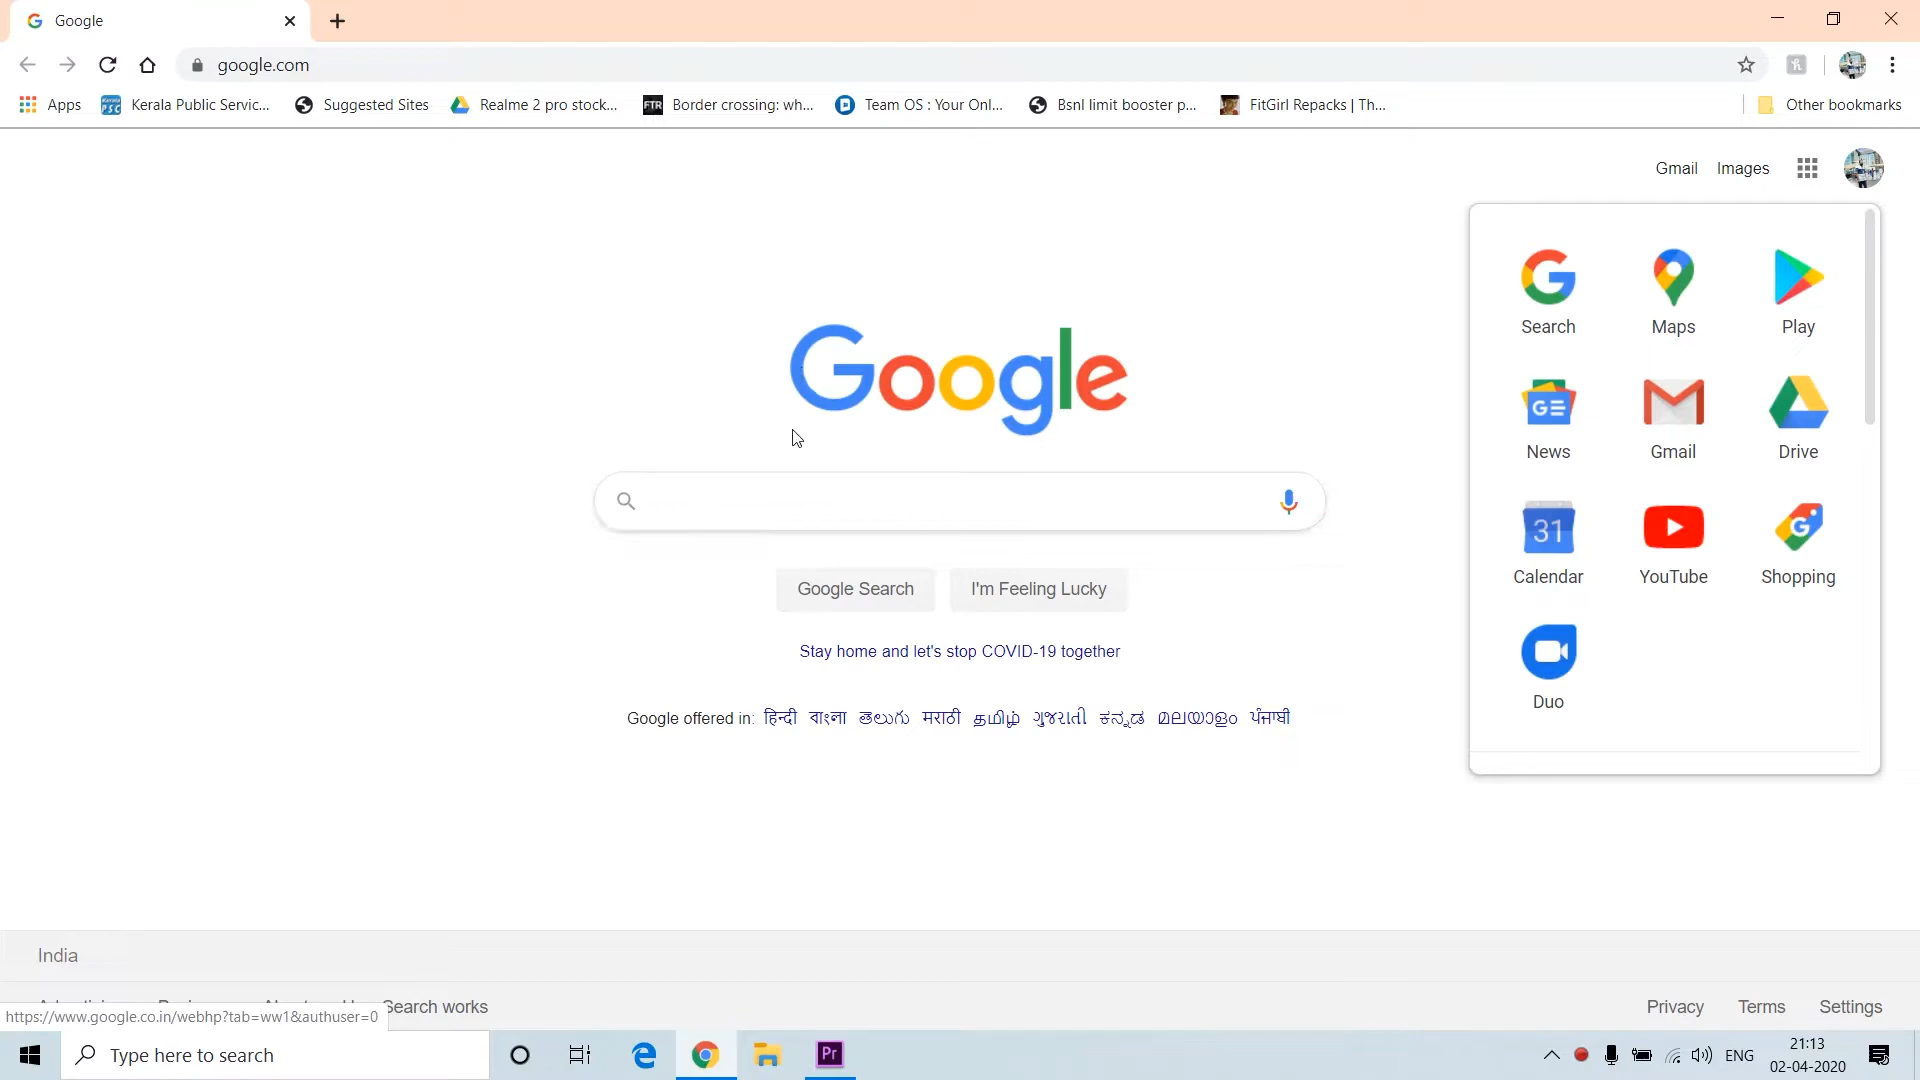 Google
google.com
Apps Kerala Public Servic... Suggested Sites Realme 2 pro stock... FTR Border crossing: wh... Team OS : Your Onl... Bsnl limit booster p... FitGirl Repacks | Th... Other bookmarks
Gmail Images
Google
Search Maps Play
News Gmail Drive
31
Calendar YouTube Shopping
Duo
Google Search I'm Feeling Lucky
Stay home and let's stop COVID-19 together
Google offered in: हिन्दी বাংলা తెలుగు मराठी தமிழ் ગુજરાતી ಕನ್ನಡ മലയാളം ਪੰਜਾਬੀ
India
Search works Privacy Terms Settings
https://www.google.co.in/webhp?tab=ww1&authuser=0
Type here to search Pr ENG 21:13
02-04-2020